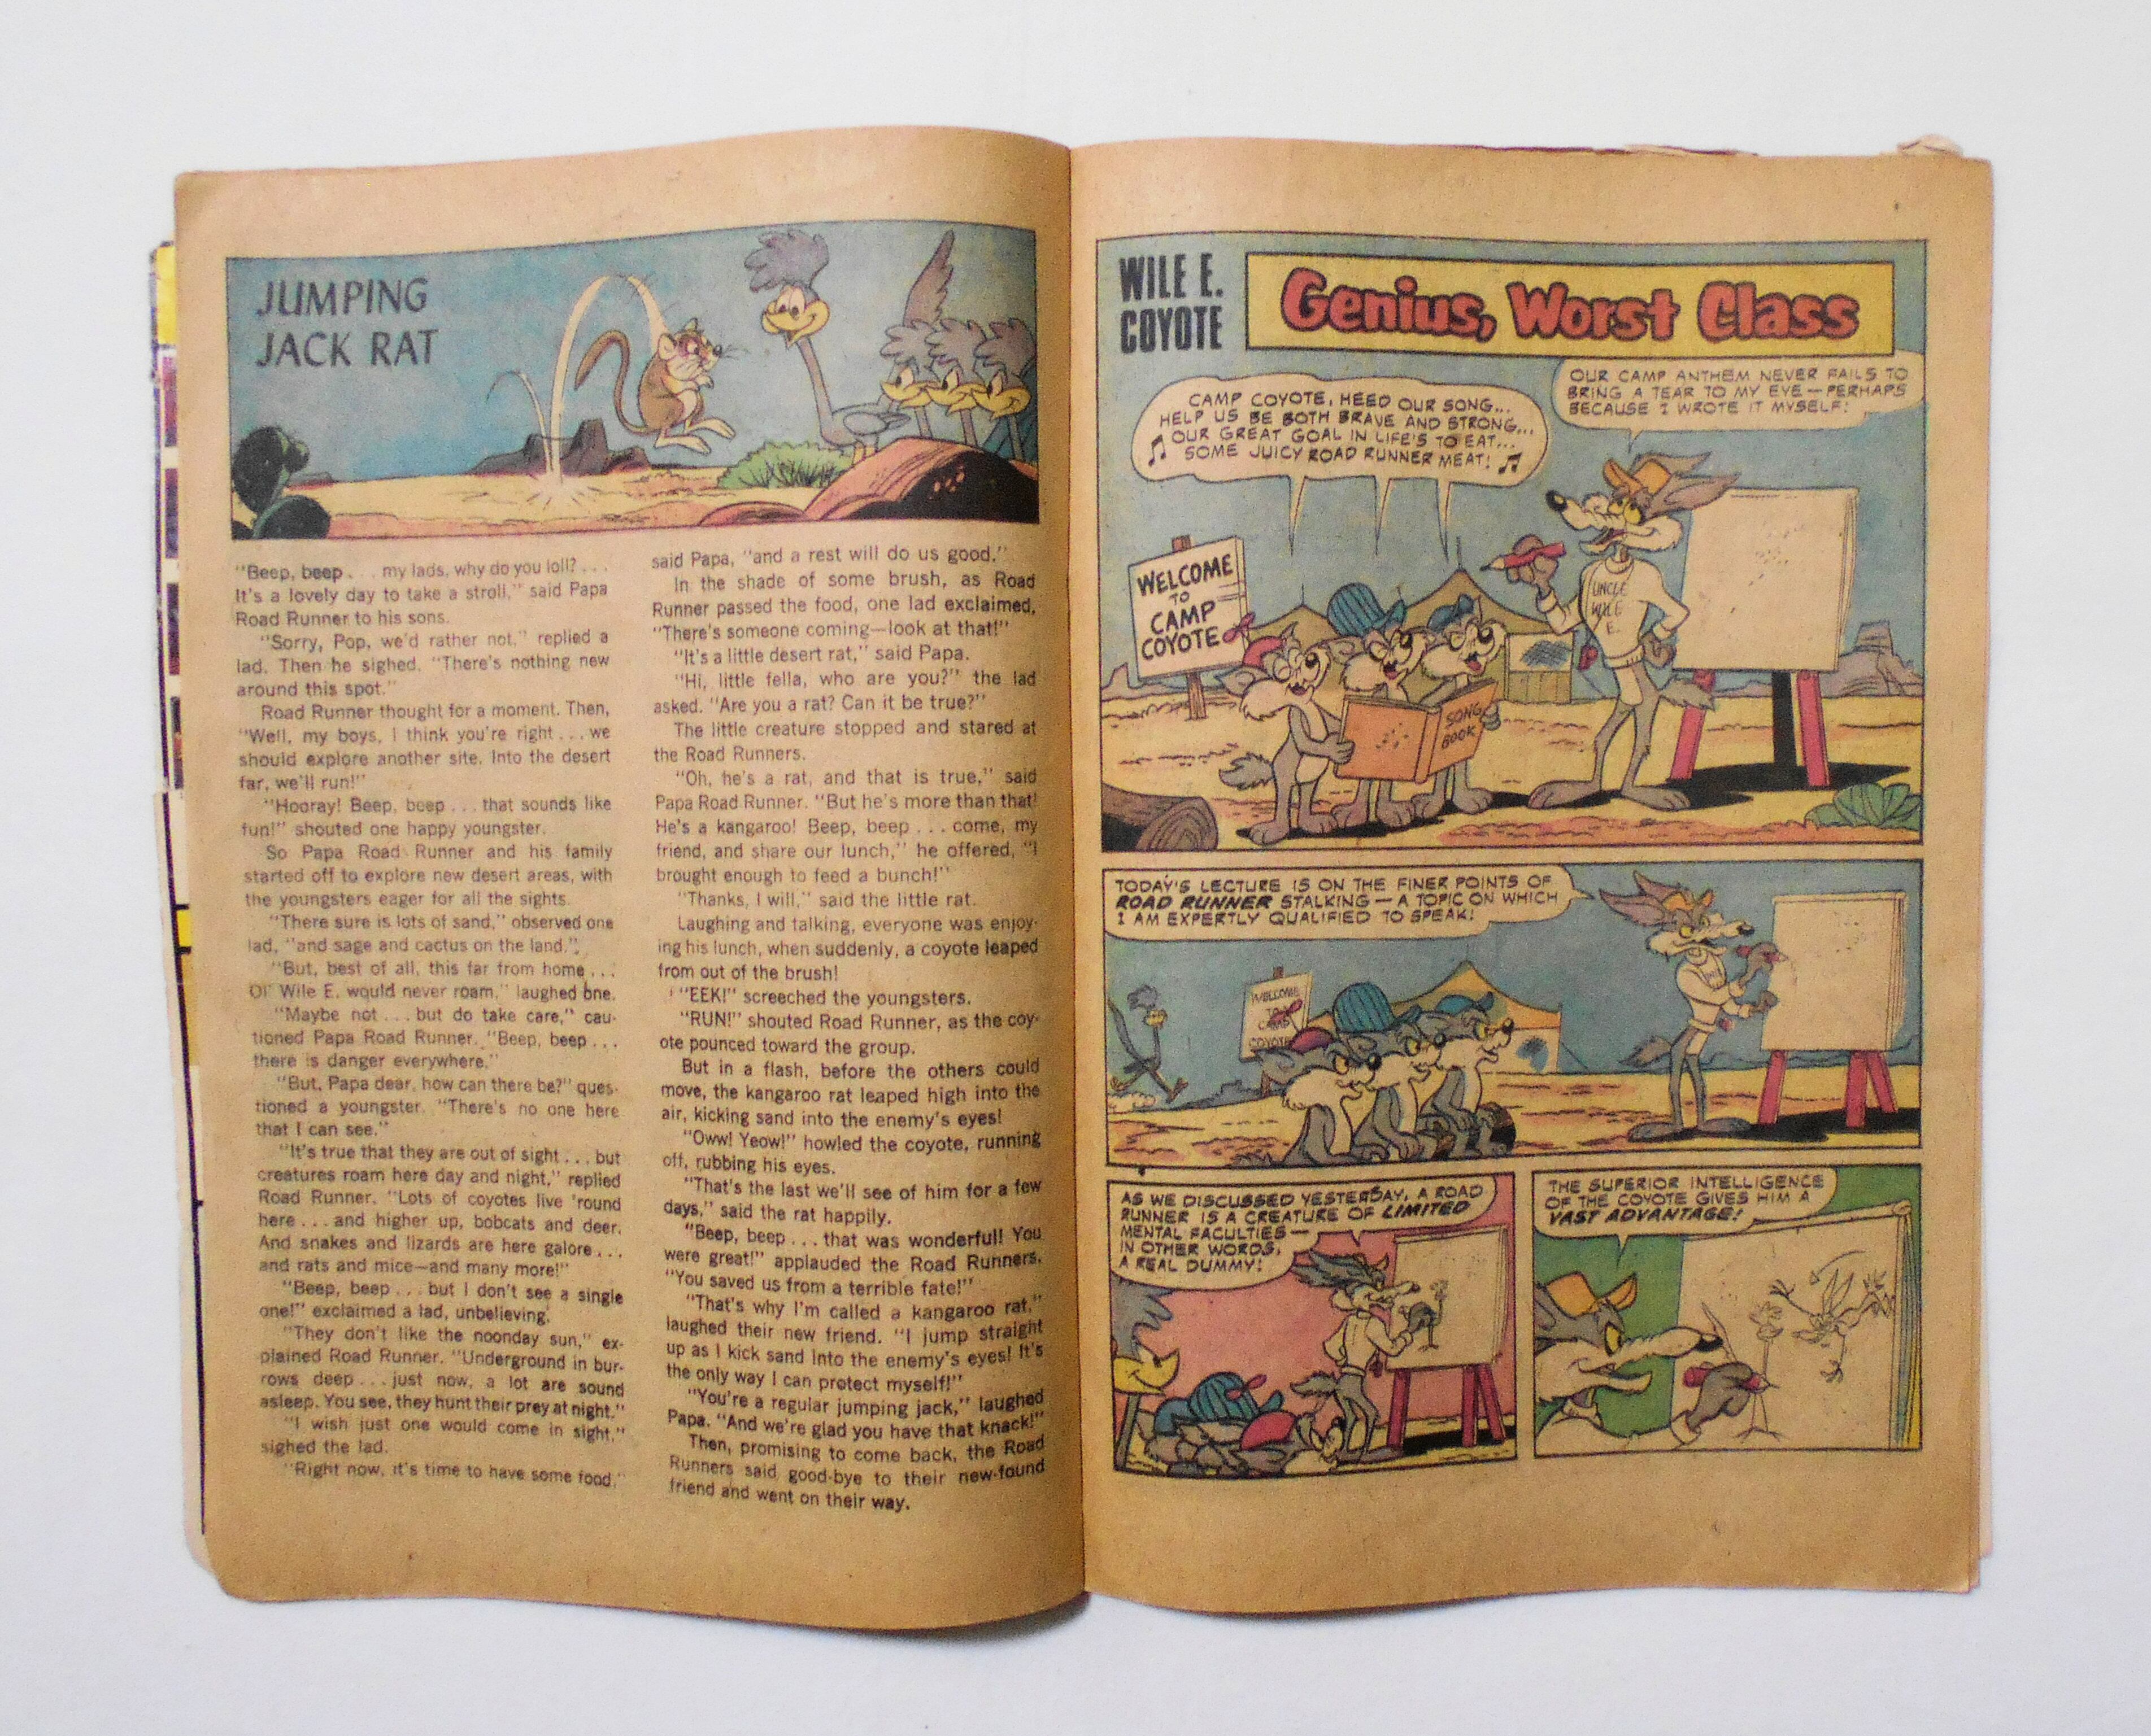 JUMPING
JACK RAT
"Beep, beep . . . my lads, why do you loll? . . .
It's a lovely day to take a stroll," said Papa
Road Runner to his sons.
"Sorry, Pop, we'd rather not," replied a
lad. Then he sighed. "There's nothing new
around this spot."
Road Runner thought for a moment. Then,
"Well, my boys, I think you're right . . . we
should explore another site. Into the desert
far, we'll run!"
"Hooray! Beep, beep . . . that sounds like
fun!" shouted one happy youngster.
So Papa Road Runner and his family
started off to explore new desert areas, with
the youngsters eager for all the sights.
"There sure is lots of sand," observed one
lad, "and sage and cactus on the land."
"But, best of all, this far from home . . .
Ol' Wile E. would never roam," laughed one.
"Maybe not . . . but do take care," cau-
tioned Papa Road Runner. "Beep, beep . . .
there is danger everywhere."
"But, Papa dear, how can there be?" ques-
tioned a youngster. "There's no one here
that I can see."
"It's true that they are out of sight . . . but
creatures roam here day and night," replied
Road Runner. "Lots of coyotes live 'round
here . . . and higher up, bobcats and deer.
And snakes and lizards are here galore . . .
and rats and mice—and many more!"
"Beep, beep . . . but I don't see a single
one!" exclaimed a lad, unbelieving.
"They don't like the noonday sun," ex-
plained Road Runner. "Underground in bur-
rows deep . . . just now, a lot are sound
asleep. You see, they hunt their prey at night."
"I wish just one would come in sight,"
sighed the lad.
"Right now, it's time to have some food,"
said Papa, "and a rest will do us good."
In the shade of some brush, as Road
Runner passed the food, one lad exclaimed,
"There's someone coming—look at that!"
"It's a little desert rat," said Papa.
"Hi, little fella, who are you?" the lad
asked. "Are you a rat? Can it be true?"
The little creature stopped and stared at
the Road Runners.
"Oh, he's a rat, and that is true," said
Papa Road Runner. "But he's more than that!
He's a kangaroo! Beep, beep . . . come, my
friend, and share our lunch," he offered, "I
brought enough to feed a bunch!"
"Thanks, I will," said the little rat.
Laughing and talking, everyone was enjoy-
ing his lunch, when suddenly, a coyote leaped
from out of the brush!
"EEK!" screeched the youngsters.
"RUN!" shouted Road Runner, as the coy-
ote pounced toward the group.
But in a flash, before the others could
move, the kangaroo rat leaped high into the
air, kicking sand into the enemy's eyes!
"Oww! Yeow!" howled the coyote, running
off, rubbing his eyes.
"That's the last we'll see of him for a few
days," said the rat happily.
"Beep, beep . . . that was wonderful! You
were great!" applauded the Road Runners.
"You saved us from a terrible fate!"
"That's why I'm called a kangaroo rat,"
laughed their new friend. "I jump straight
up as I kick sand into the enemy's eyes! It's
the only way I can protect myself!"
"You're a regular jumping jack," laughed
Papa. "And we're glad you have that knack!"
Then, promising to come back, the Road
Runners said good-bye to their new-found
friend and went on their way.
WILE E.
COYOTE
Genius, Worst Class
CAMP COYOTE, HEED OUR SONG...
HELP US BE BOTH BRAVE AND STRONG...
OUR GREAT GOAL IN LIFE'S TO EAT...
SOME JUICY ROAD RUNNER MEAT!
OUR CAMP ANTHEM NEVER FAILS TO
BRING A TEAR TO MY EYE — PERHAPS
BECAUSE I WROTE IT MYSELF!
WELCOME
TO
CAMP
COYOTE
UNCLE
WILE
E.
SONG
BOOK
TODAY'S LECTURE IS ON THE FINER POINTS OF
ROAD RUNNER STALKING — A TOPIC ON WHICH
I AM EXPERTLY QUALIFIED TO SPEAK!
WELCOME
TO
CAMP
COYOTE
AS WE DISCUSSED YESTERDAY, A ROAD
RUNNER IS A CREATURE OF LIMITED
MENTAL FACULTIES —
IN OTHER WORDS,
A REAL DUMMY!
THE SUPERIOR INTELLIGENCE
OF THE COYOTE GIVES HIM A
VAST ADVANTAGE!